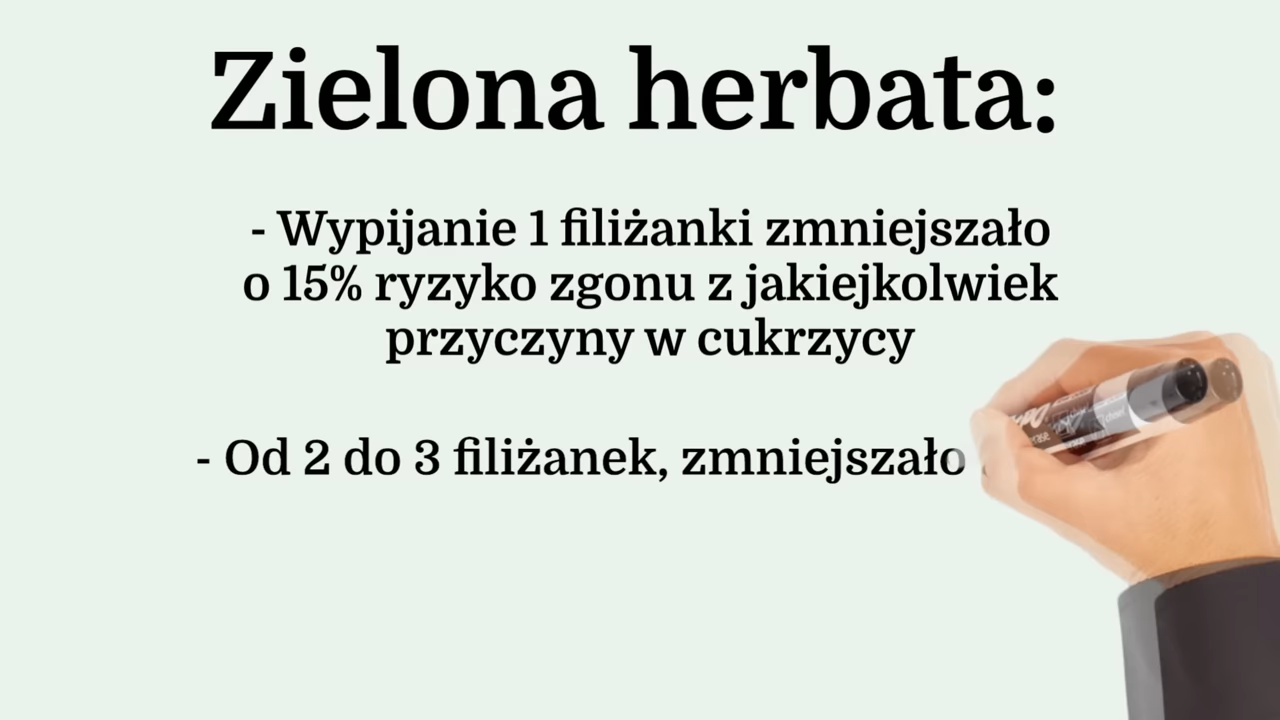 Zielona herbata:
- Wypijanie 1 filiżanki zmniejszało
o 15% ryzyko zgonu z jakiejkolwiek
przyczyny w cukrzycy
- Od 2 do 3 filiżanek, zmniejszało